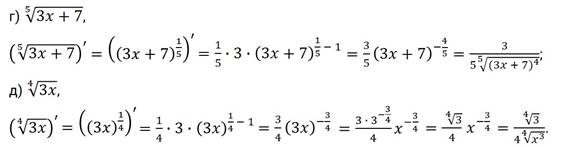 г) ⁵√(3x + 7),
(⁵√(3x + 7))′ = ((3x + 7)^(1/5))′ = 1/5 · 3 · (3x + 7)^(1/5 − 1) = 3/5 (3x + 7)^(−4/5) = 3/(5 ⁵√((3x + 7)⁴));
д) ⁴√(3x),
(⁴√(3x))′ = ((3x)^(1/4))′ = 1/4 · 3 · (3x)^(1/4 − 1) = 3/4 (3x)^(−3/4) = (3 · 3^(−3/4))/4 x^(−3/4) = ⁴√3/4 x^(−3/4) = ⁴√3/(4 ⁴√(x³)).